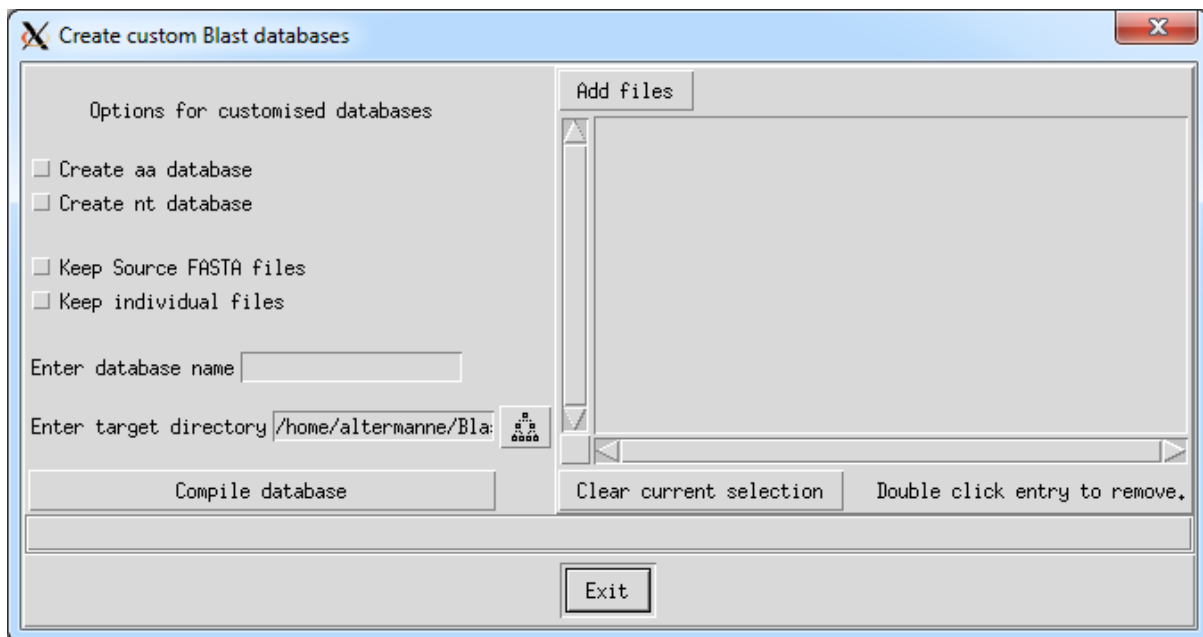 Create custom Blast databases
Options for customised databases
Create aa database
Create nt database
Keep Source FASTA files
Keep individual files
Enter database name
Enter target directory /home/altermanne/Bla
Compile database
Add files
Clear current selection
Double click entry to remove.
Exit